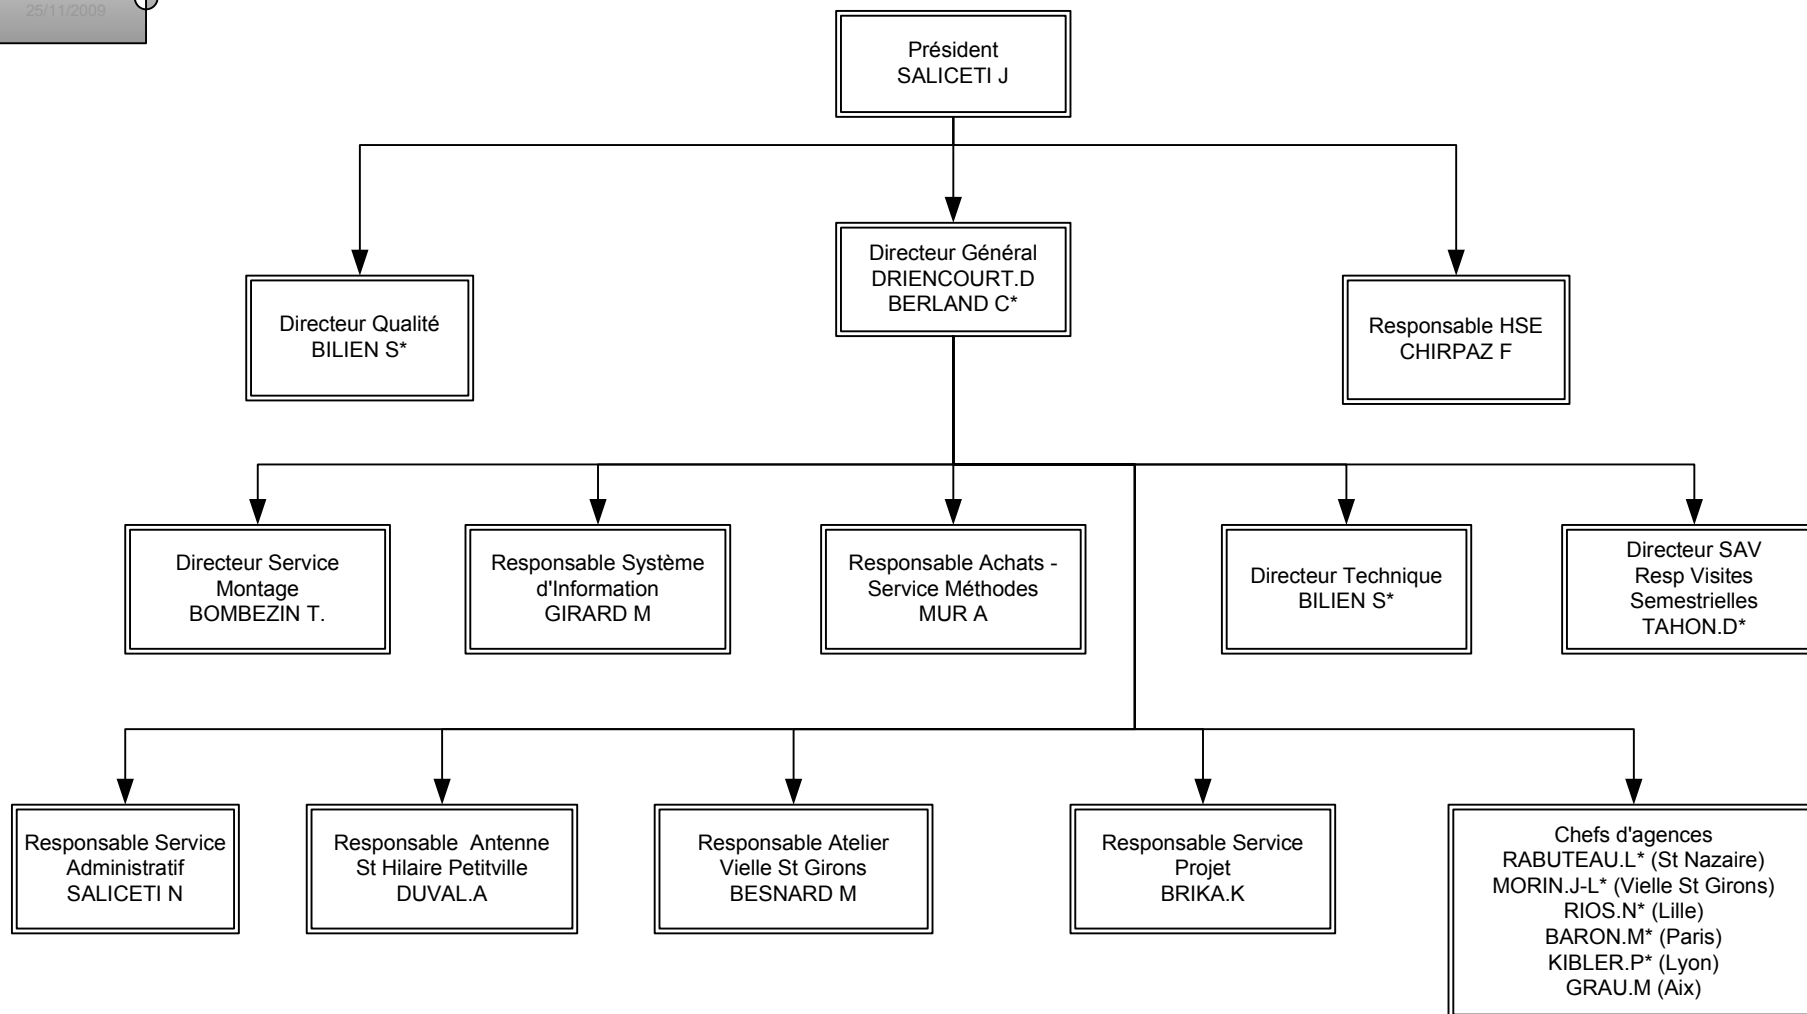 25/11/2009
Président
SALICETI J
Directeur Général
DRIENCOURT.D
BERLAND C*
Directeur Qualité
BILIEN S*
Responsable HSE
CHIRPAZ F
Directeur Service
Montage
BOMBEZIN T.
Responsable Système
d'Information
GIRARD M
Responsable Achats -
Service Méthodes
MUR A
Directeur Technique
BILIEN S*
Directeur SAV
Resp Visites
Semestrielles
TAHON.D*
Responsable Service
Administratif
SALICETI N
Responsable  Antenne
St Hilaire Petitville
DUVAL.A
Responsable Atelier
Vielle St Girons
BESNARD M
Responsable Service
Projet
BRIKA.K
Chefs d'agences
RABUTEAU.L* (St Nazaire)
MORIN.J-L* (Vielle St Girons)
RIOS.N* (Lille)
BARON.M* (Paris)
KIBLER.P* (Lyon)
GRAU.M (Aix)